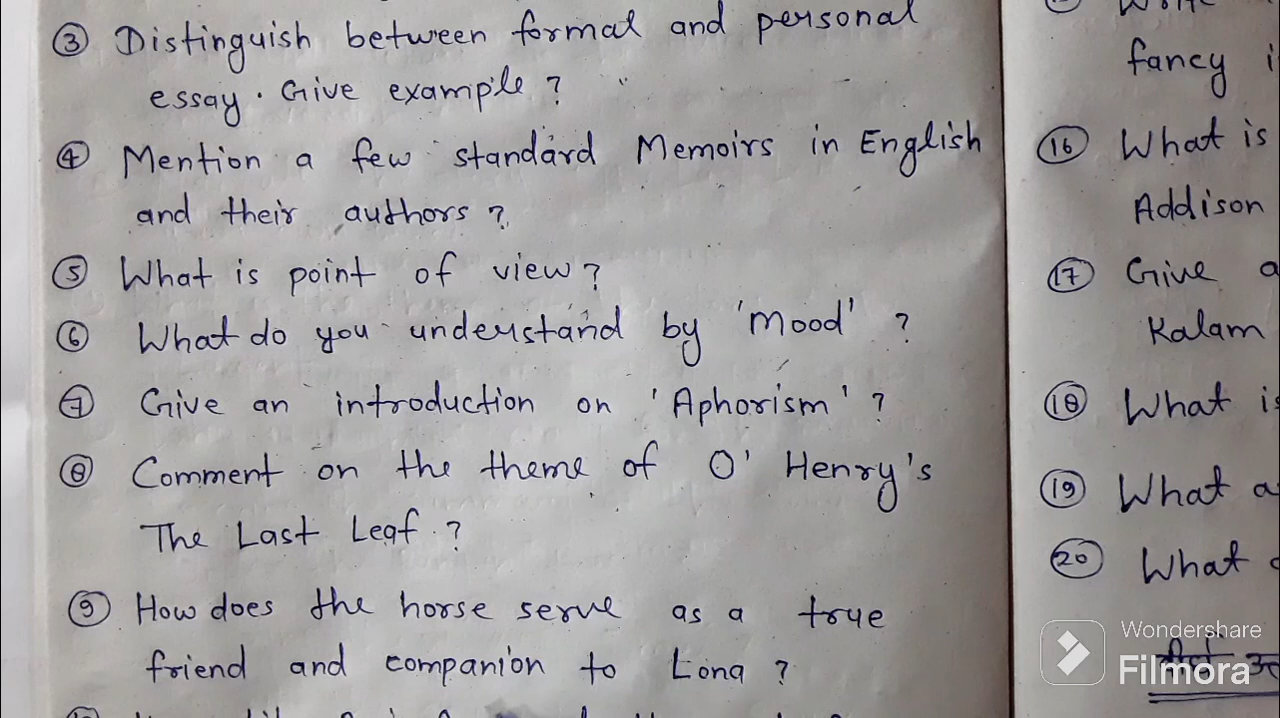 ③ Distinguish between formal and personal
essay. Give example ?
④ Mention a few standard Memoirs in English
and their authors ?
⑤ What is point of view ?
⑥ What do you understand by 'Mood' ?
⑦ Give an introduction on 'Aphorism' ?
⑧ Comment on the theme of O' Henry's
The Last Leaf . ?
⑨ How does the horse serve as a true
friend and companion to Lona ?
fancy
⑯ What is
Addison
⑰ Give
Kalam
⑱ What is
⑲ What
⑳ What
Wondershare
Filmora